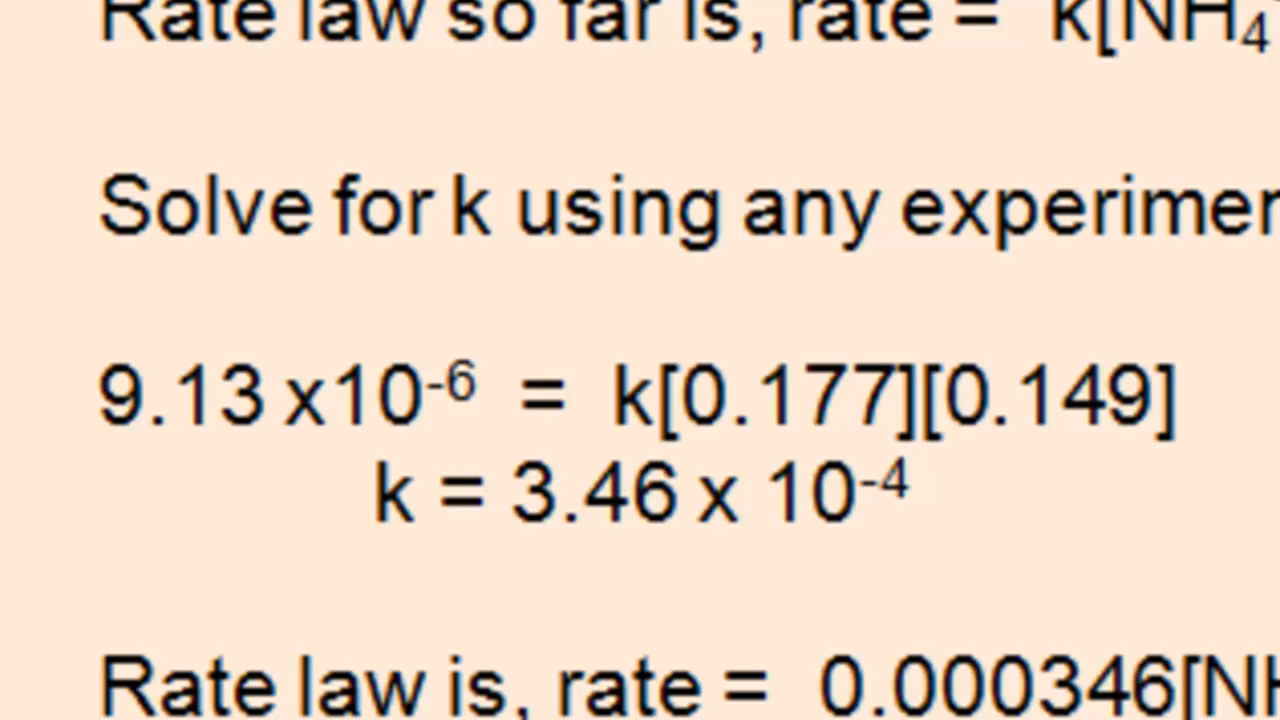 Rate law so far is, rate = k[NH₄
Solve for k using any experimen
9.13 x10⁻⁶ = k[0.177][0.149]
k = 3.46 x 10⁻⁴
Rate law is, rate = 0.000346[NH